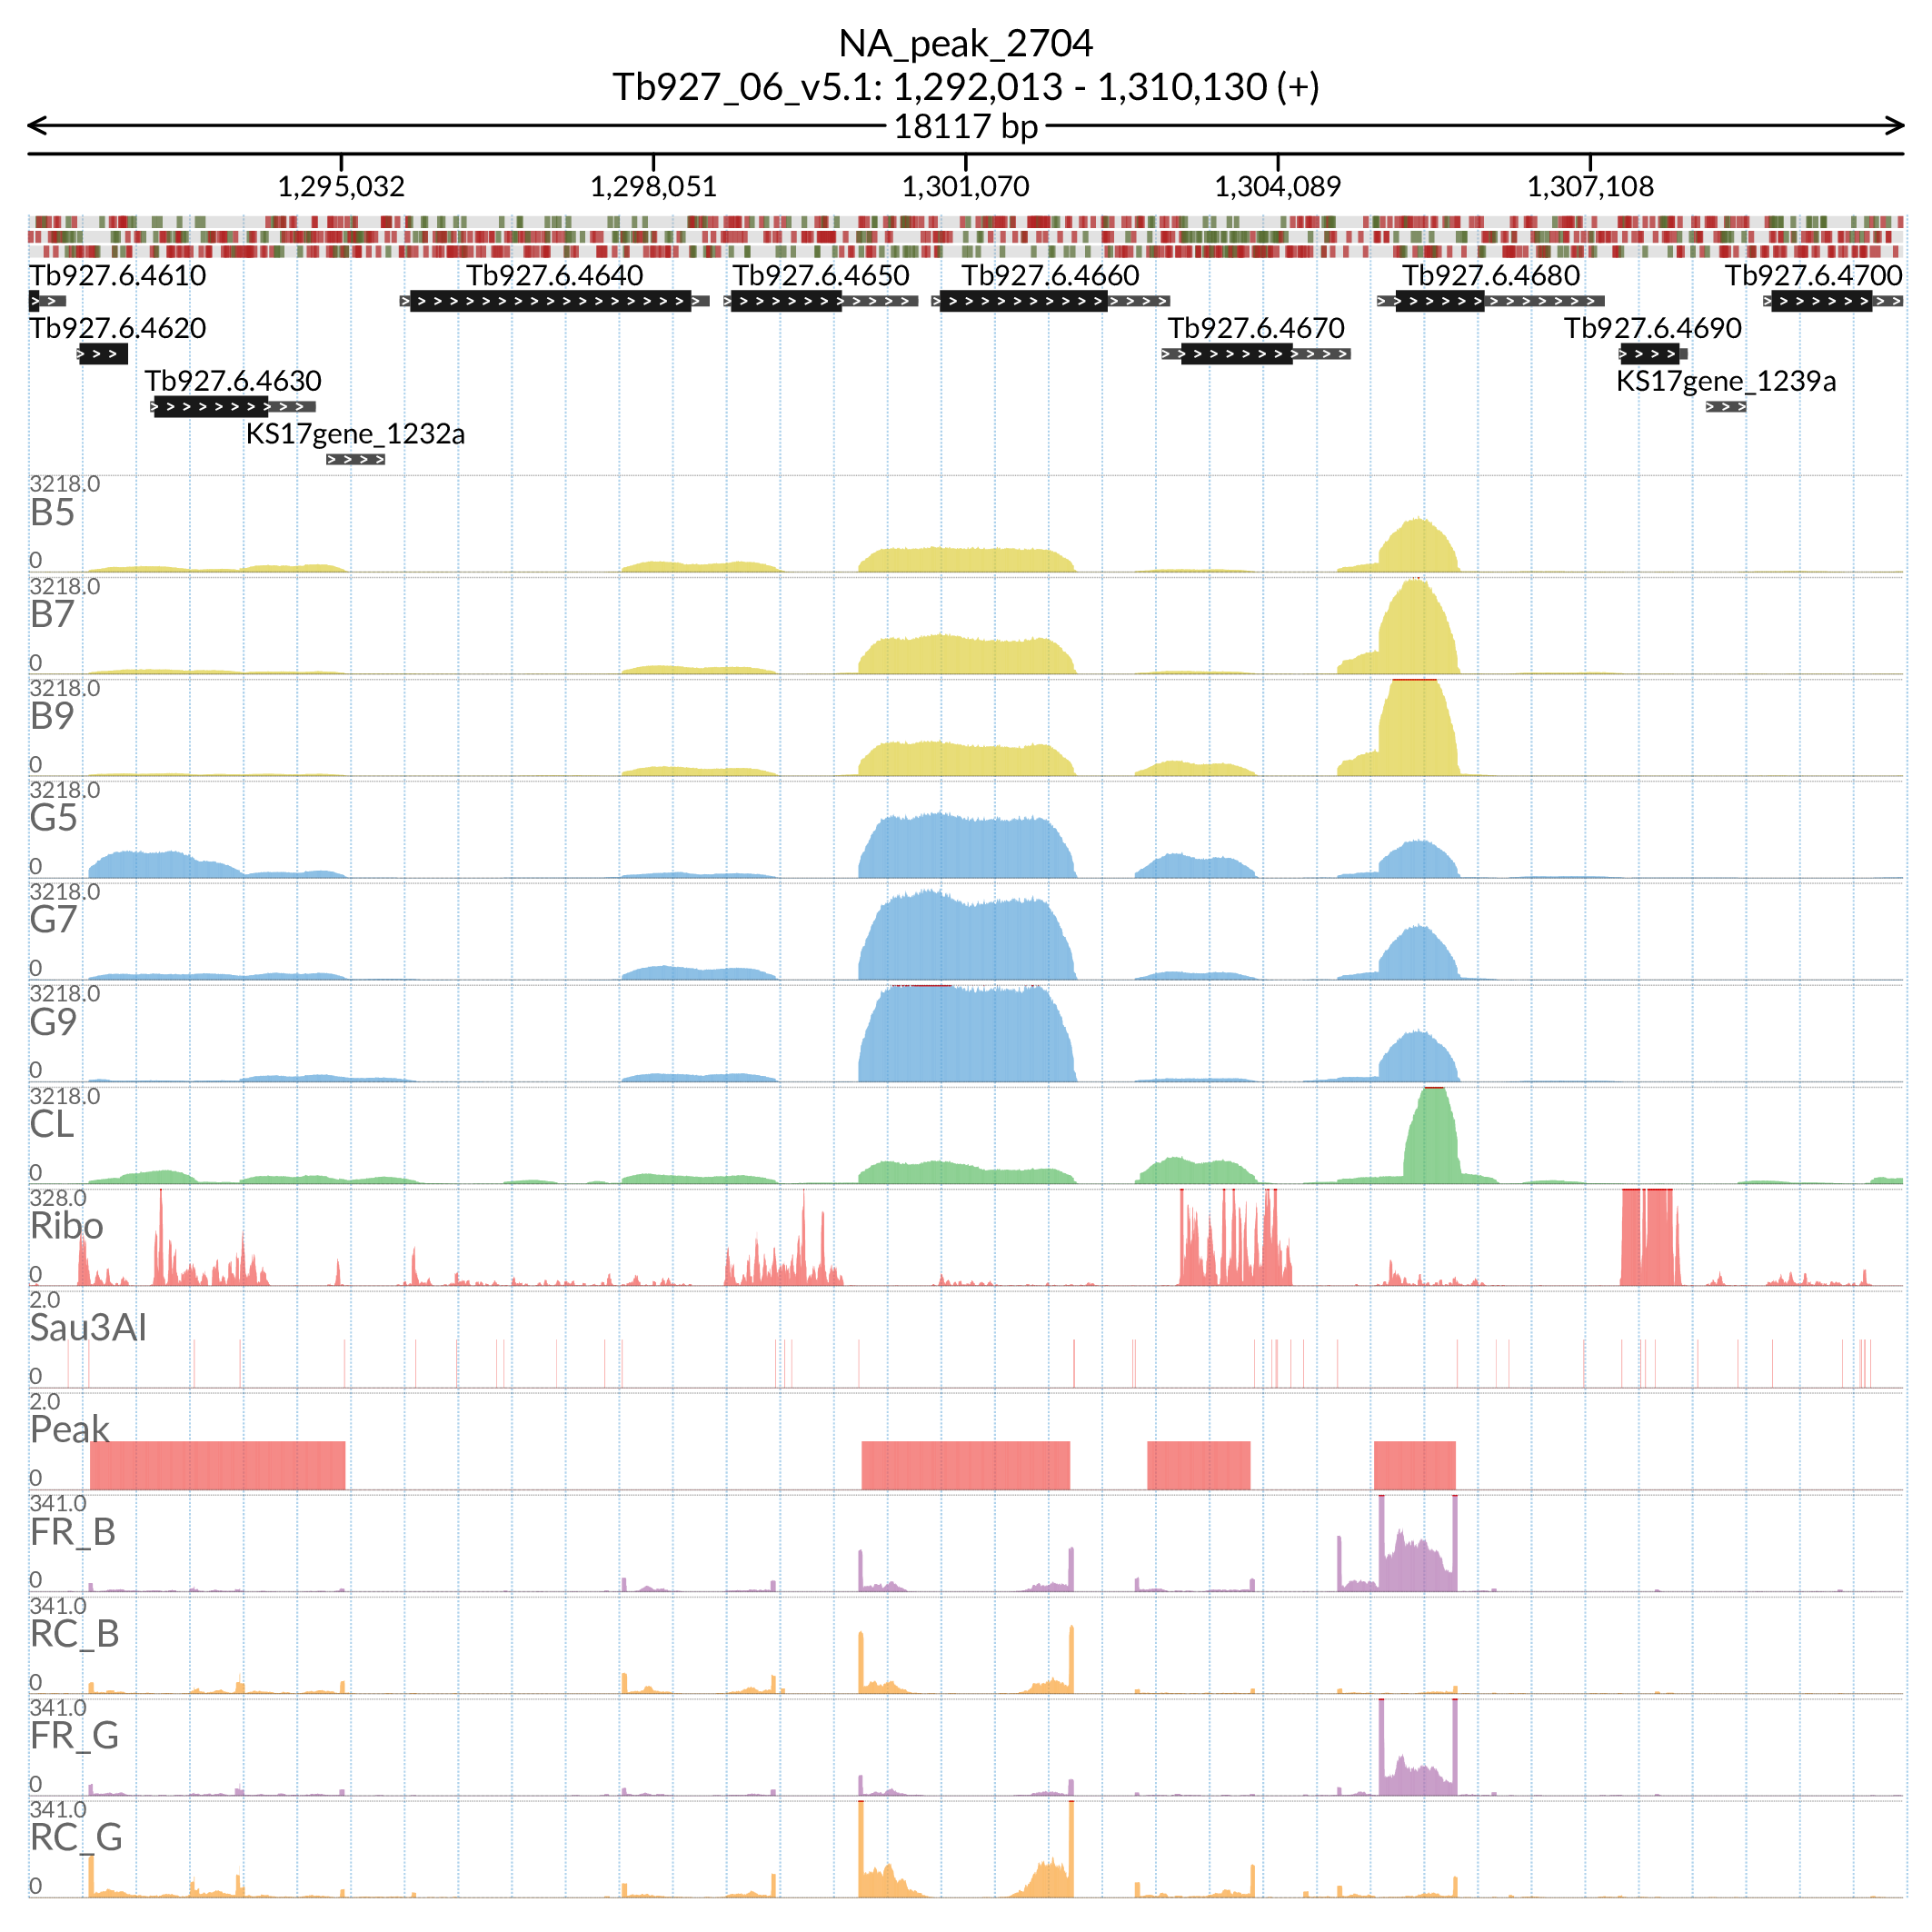 NA_peak_2704
Tb927_06_v5.1: 1,292,013 - 1,310,130 (+)
18117 bp
1,295,032 1,298,051 1,301,070 1,304,089 1,307,108
Tb927.6.4610 Tb927.6.4640 Tb927.6.4650 Tb927.6.4660 Tb927.6.4680 Tb927.6.4700
Tb927.6.4620 Tb927.6.4670 Tb927.6.4690
Tb927.6.4630 KS17gene_1239a
KS17gene_1232a
3218.0
B5
0
3218.0
B7
0
3218.0
B9
0
3218.0
G5
0
3218.0
G7
0
3218.0
G9
0
3218.0
CL
0
328.0
Ribo
0
2.0
Sau3AI
0
2.0
Peak
0
341.0
FR_B
0
341.0
RC_B
0
341.0
FR_G
0
341.0
RC_G
0